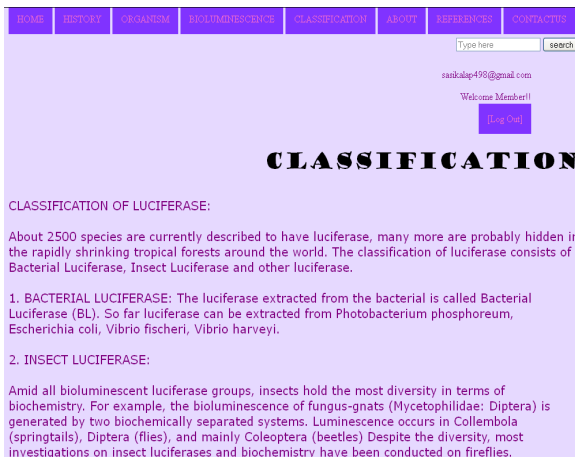 HOME HISTORY ORGANISM BIOLUMINESCENCE CLASSIFICATION ABOUT REFERENCES CONTACTUS
Type here search
sasikalap498@gmail.com
Welcome Member!!
[Log Out]
CLASSIFICATION
CLASSIFICATION OF LUCIFERASE:
About 2500 species are currently described to have luciferase, many more are probably hidden in
the rapidly shrinking tropical forests around the world. The classification of luciferase consists of
Bacterial Luciferase, Insect Luciferase and other luciferase.
1. BACTERIAL LUCIFERASE: The luciferase extracted from the bacterial is called Bacterial
Luciferase (BL). So far luciferase can be extracted from Photobacterium phosphoreum,
Escherichia coli, Vibrio fischeri, Vibrio harveyi.
2. INSECT LUCIFERASE:
Amid all bioluminescent luciferase groups, insects hold the most diversity in terms of
biochemistry. For example, the bioluminescence of fungus-gnats (Mycetophilidae: Diptera) is
generated by two biochemically separated systems. Luminescence occurs in Collembola
(springtails), Diptera (flies), and mainly Coleoptera (beetles) Despite the diversity, most
investigations on insect luciferases and biochemistry have been conducted on fireflies.